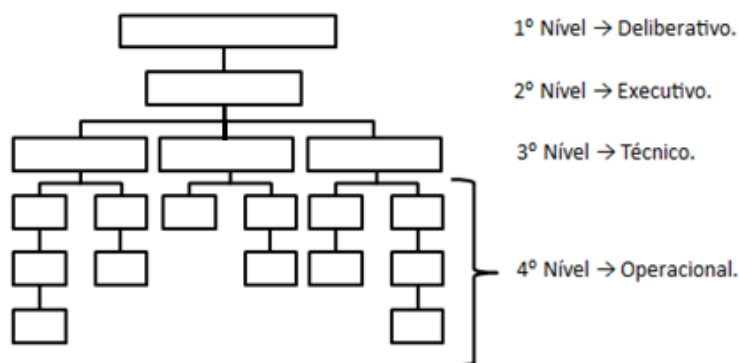 1º Nível → Deliberativo.
2º Nível → Executivo.
3º Nível → Técnico.
4º Nível → Operacional.